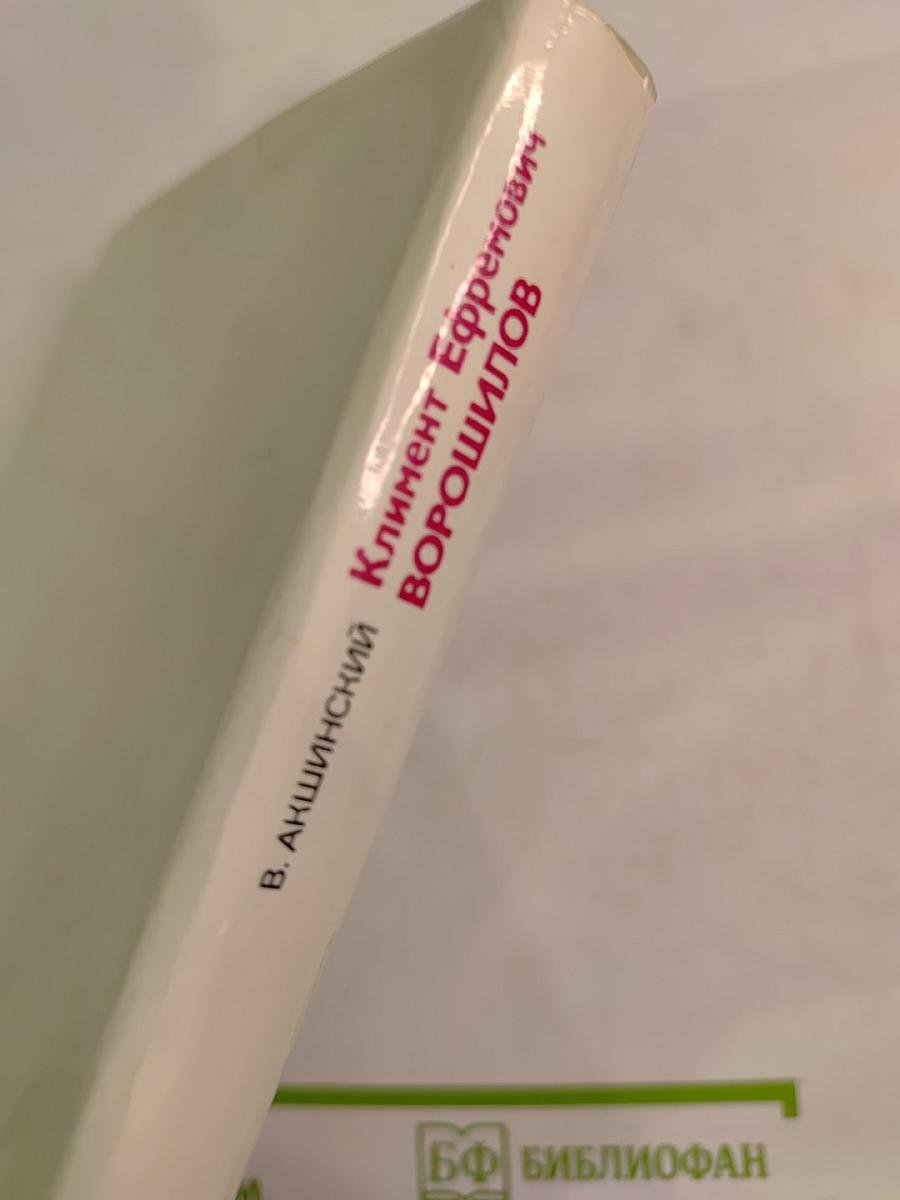 В. АКШИНСКИЙ
Климент Ефремович
ВОРОШИЛОВ
БФ БИБЛИОФАН